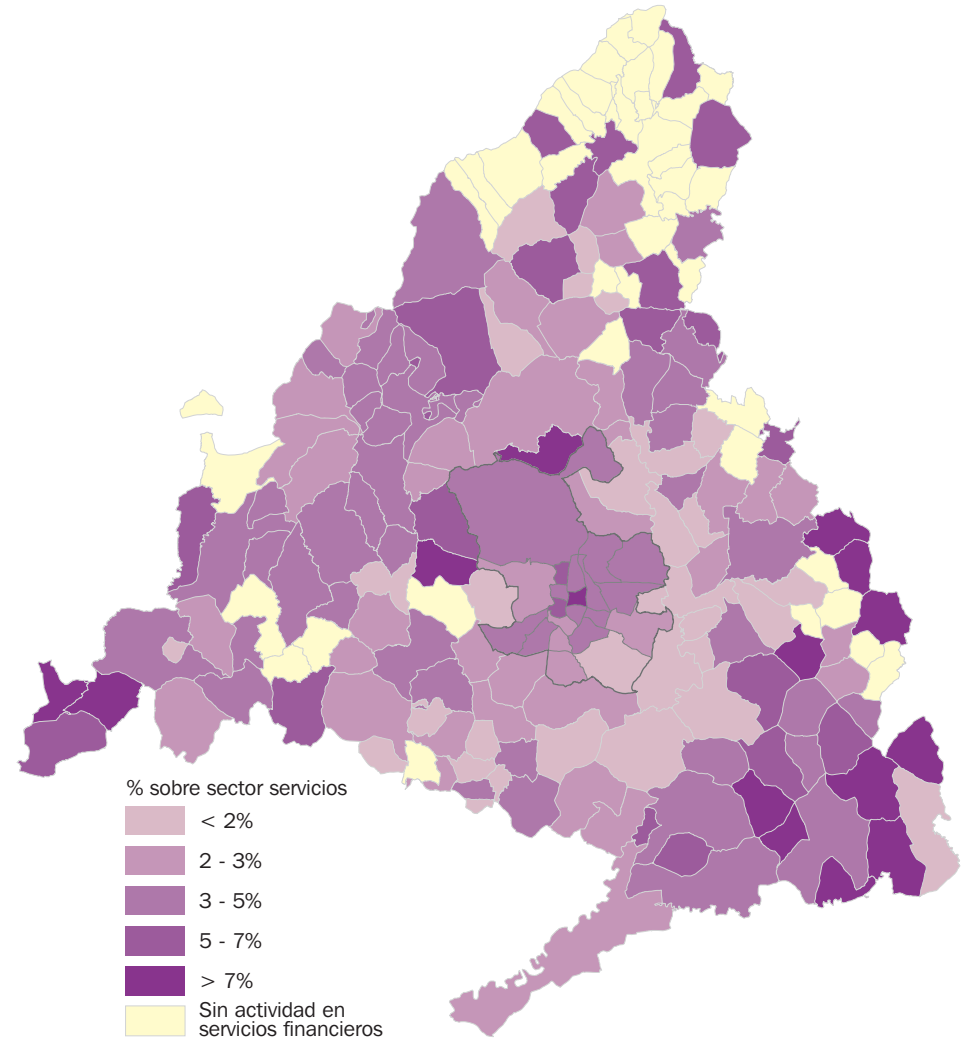 % sobre sector servicios
< 2%
2 - 3%
3 - 5%
5 - 7%
> 7%
Sin actividad en
servicios financieros